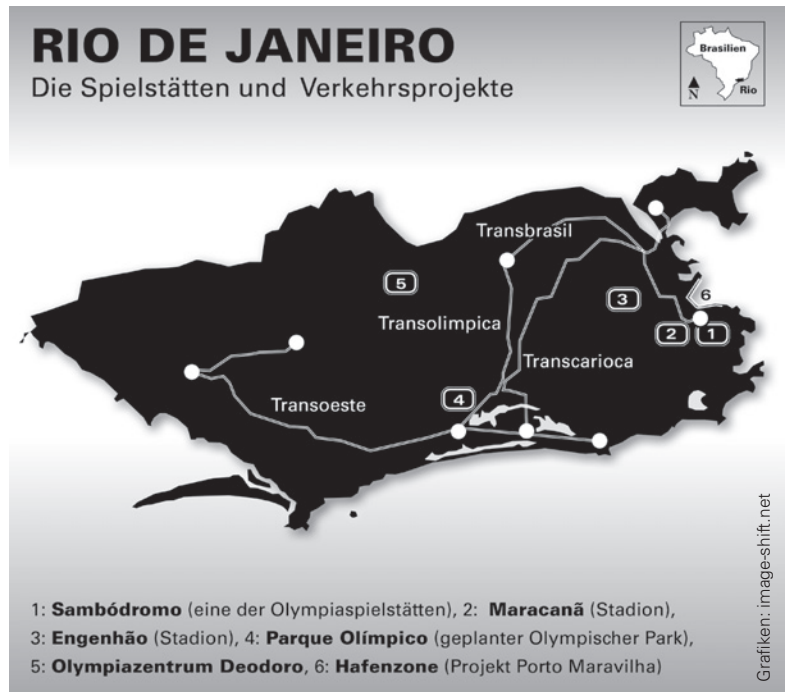 RIO DE JANEIRO
Die Spielstätten und Verkehrsprojekte
Brasilien
N
Rio
Transbrasil
5
3
6
Transolimpica
2
1
Transcarioca
4
Transoeste
Grafiken: image-shift.net
1: Sambódromo (eine der Olympiaspielstätten), 2: Maracanã (Stadion),
3: Engenhão (Stadion), 4: Parque Olímpico (geplanter Olympischer Park),
5: Olympiazentrum Deodoro, 6: Hafenzone (Projekt Porto Maravilha)